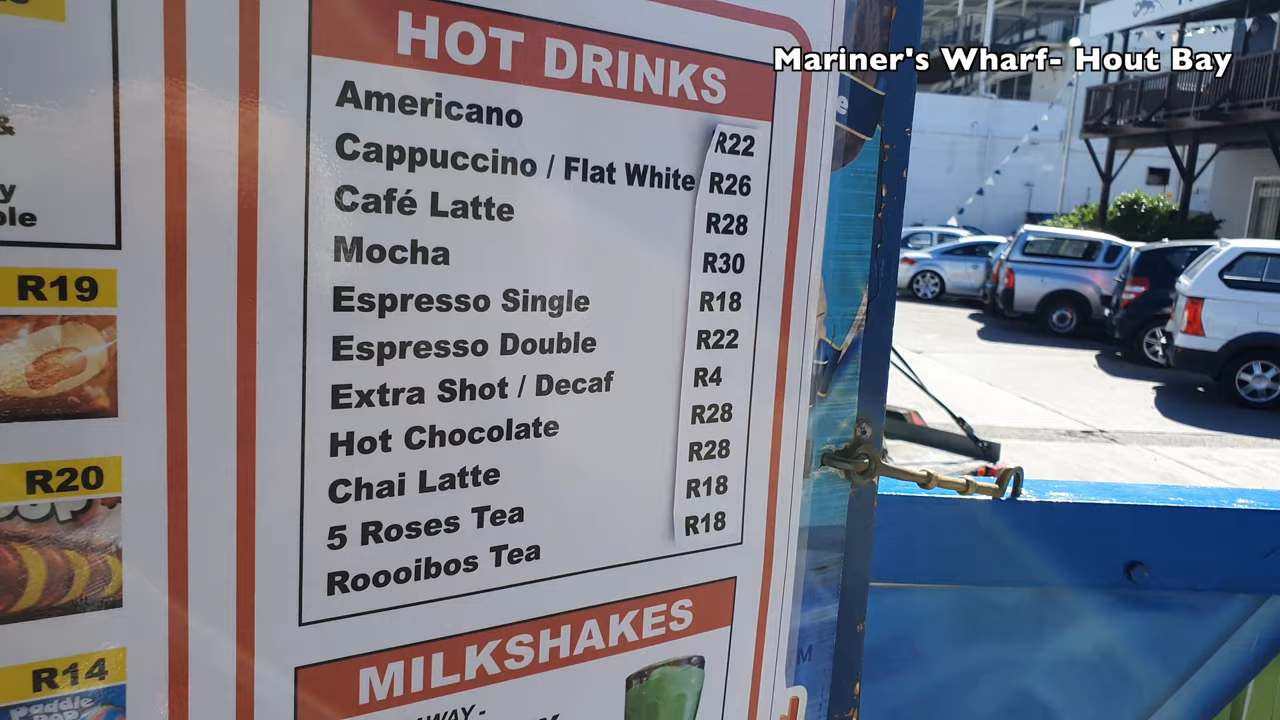 Mariner's Wharf- Hout Bay
HOT DRINKS
Americano R22
Cappuccino / Flat White R26
Café Latte R28
Mocha R30
Espresso Single R18
Espresso Double R22
Extra Shot / Decaf R4
Hot Chocolate R28
Chai Latte R28
5 Roses Tea R18
Roooibos Tea R18
MILKSHAKES
&
R19
R20
R14
Paddle